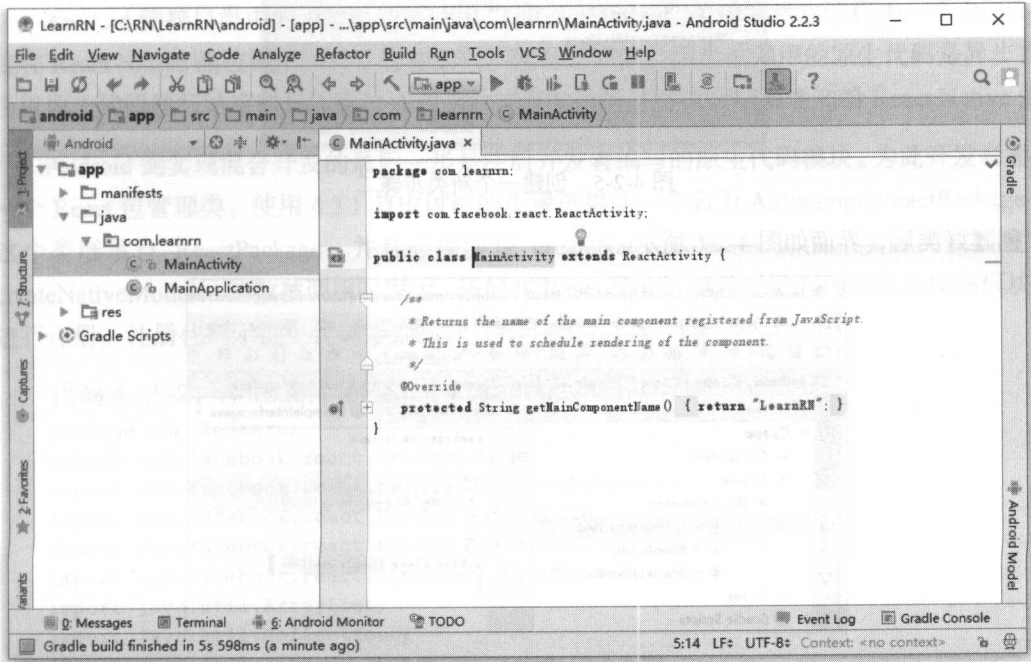 LearnRN - [C:\RN\LearnRN\android] - [app] - ...\app\src\main\java\com\learnrn\MainActivity.java - Android Studio 2.2.3
File Edit View Navigate Code Analyze Refactor Build Run Tools VCS Window Help
app
android app src main java com learnrn MainActivity
Android
MainActivity.java
1: Project
Gradle
app
manifests
java
com.learnrn
MainActivity
MainApplication
res
Gradle Scripts
7: Structure
Captures
2: Favorites
package com.learnrn;
import com.facebook.react.ReactActivity;
public class MainActivity extends ReactActivity {
/**
* Returns the name of the main component registered from JavaScript.
* This is used to schedule rendering of the component.
*/
@Override
protected String getMainComponentName() { return "LearnRN"; }
}
Android Model
0: Messages Terminal 6: Android Monitor TODO Event Log Gradle Console
Gradle build finished in 5s 598ms (a minute ago) 5:14 LF UTF-8 Context: <no context>